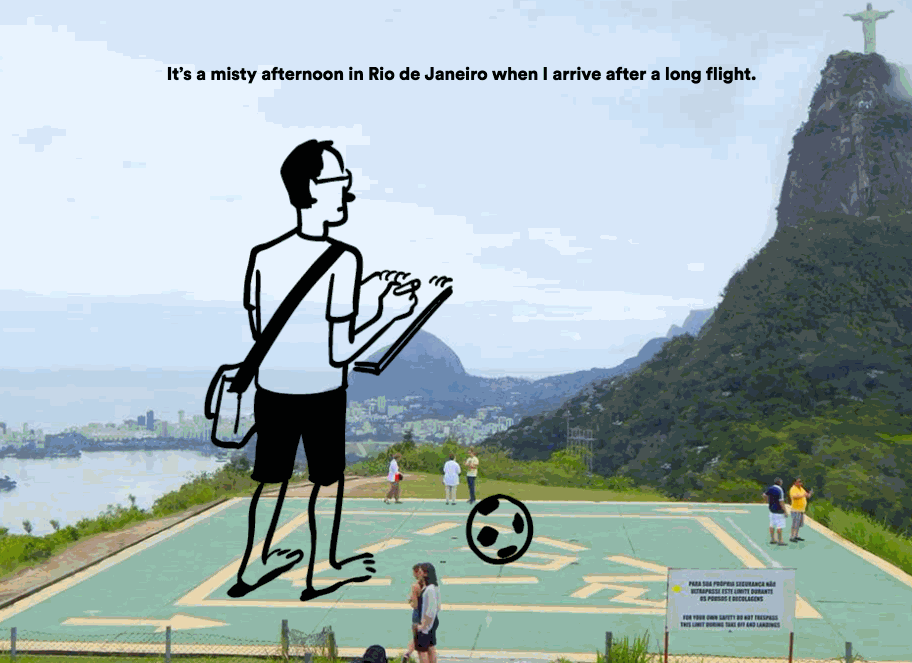 It's a misty afternoon in Rio de Janeiro when I arrive after a long flight.
PARA SUA PRÓPRIA SEGURANÇA NÃO
ULTRAPASSE ESTE LIMITE DURANTE
OS POUSOS E DECOLAGENS
FOR YOUR OWN SAFETY DO NOT TRESPASS
THIS LIMIT DURING TAKE OFF AND LANDINGS